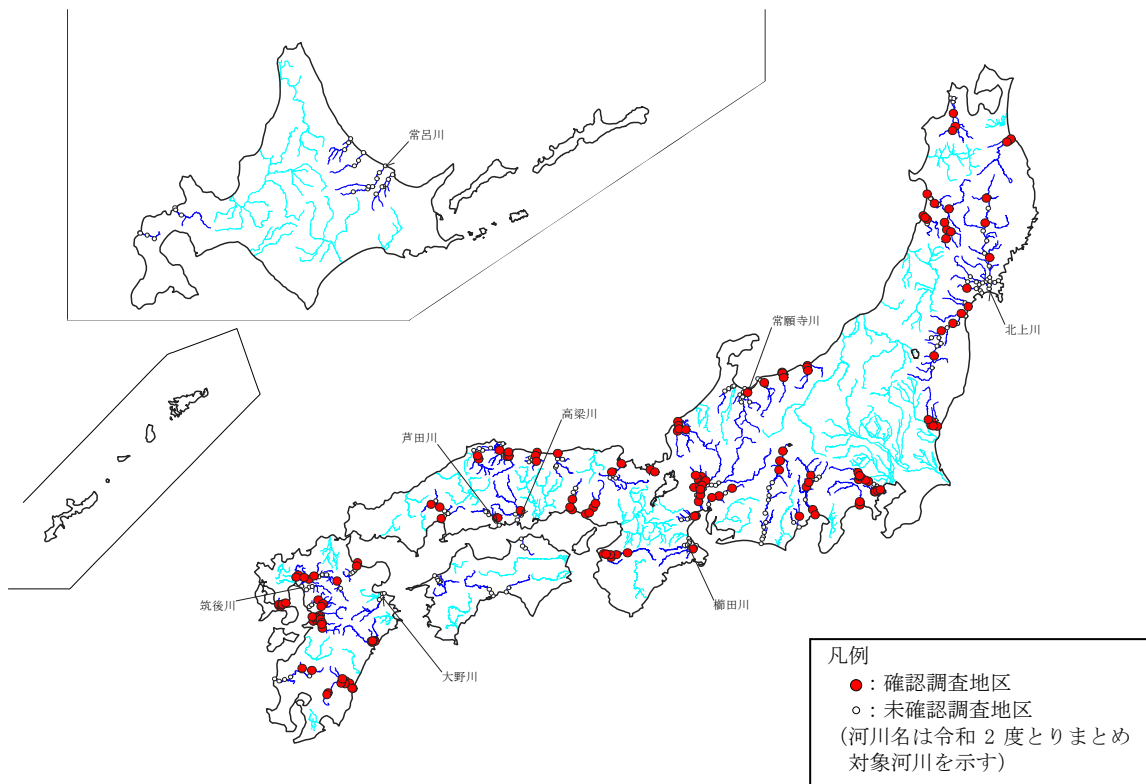 常呂川
北上川
常願寺川
高梁川
芦田川
筑後川
櫛田川
大野川
凡例
：確認調査地区
：未確認調査地区
(河川名は令和 2 度とりまとめ
対象河川を示す)